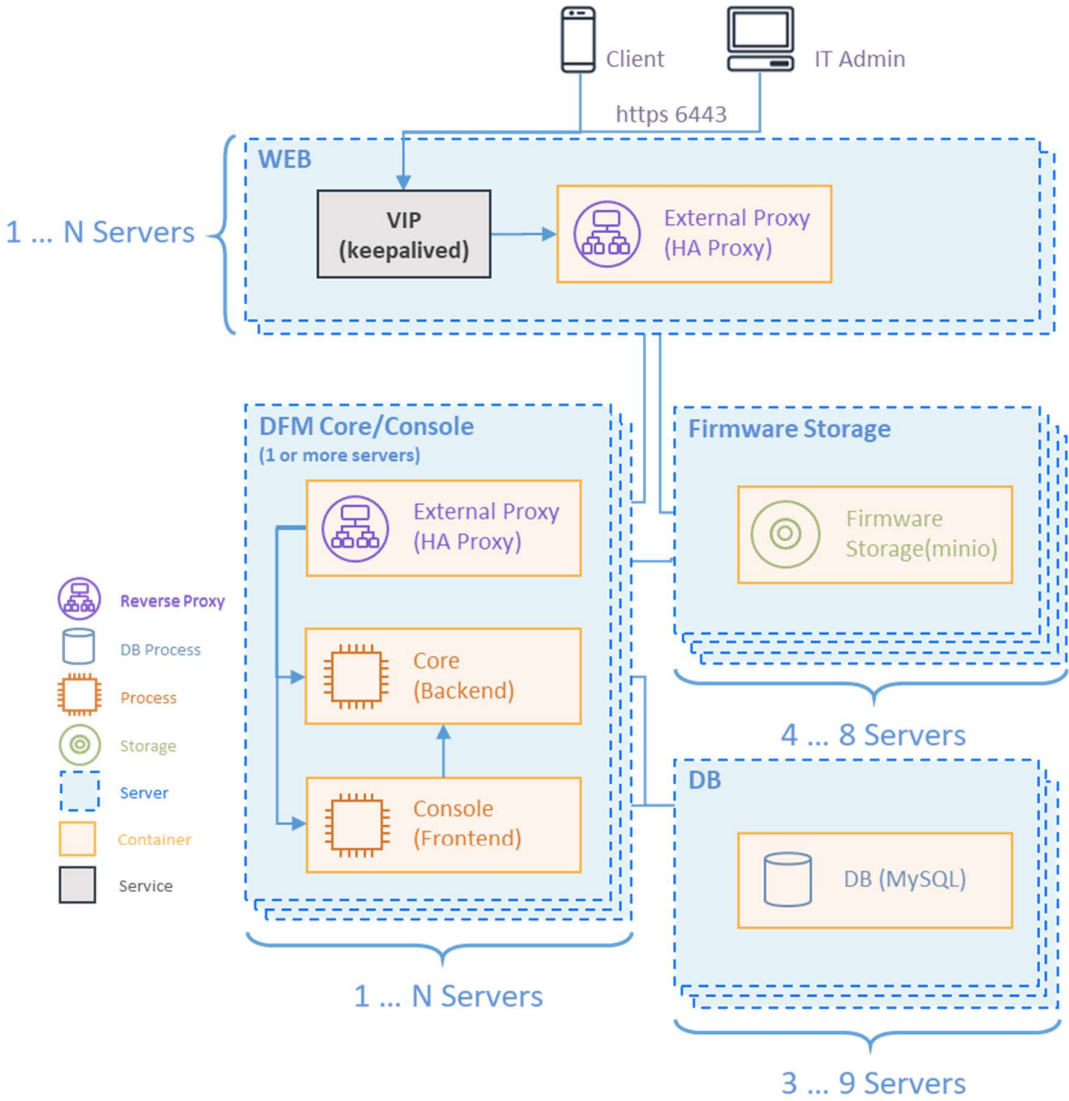 Client
IT Admin
https 6443
WEB
1 ... N Servers
VIP
(keepalived)
External Proxy
(HA Proxy)
DFM Core/Console
(1 or more servers)
External Proxy
(HA Proxy)
Core
(Backend)
Console
(Frontend)
1 ... N Servers
Firmware Storage
Firmware
Storage(minio)
4 ... 8 Servers
DB
DB (MySQL)
3 ... 9 Servers
Reverse Proxy
DB Process
Process
Storage
Server
Container
Service